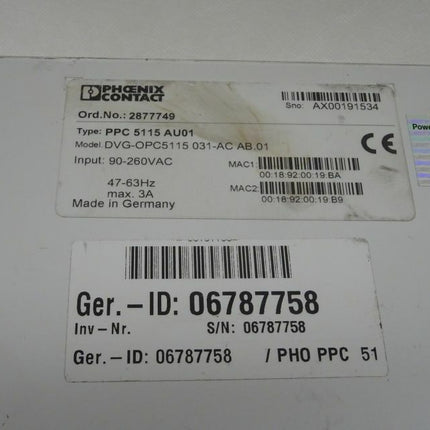 PHŒNIX
CONTACT
Sno: AX00191534
Ord.No.: 2877749
Type: PPC 5115 AU01
Model: DVG-OPC5115 031-AC AB.01
Input: 90-260VAC
47-63Hz
max. 3A
Made in Germany
MAC1:
00:18:92:00:19:BA
MAC2:
00:18:92:00:19:B9
CE
Powe
Ger.–ID: 06787758
Inv-Nr. S/N: 06787758
Ger.–ID: 06787758 / PHO PPC 51